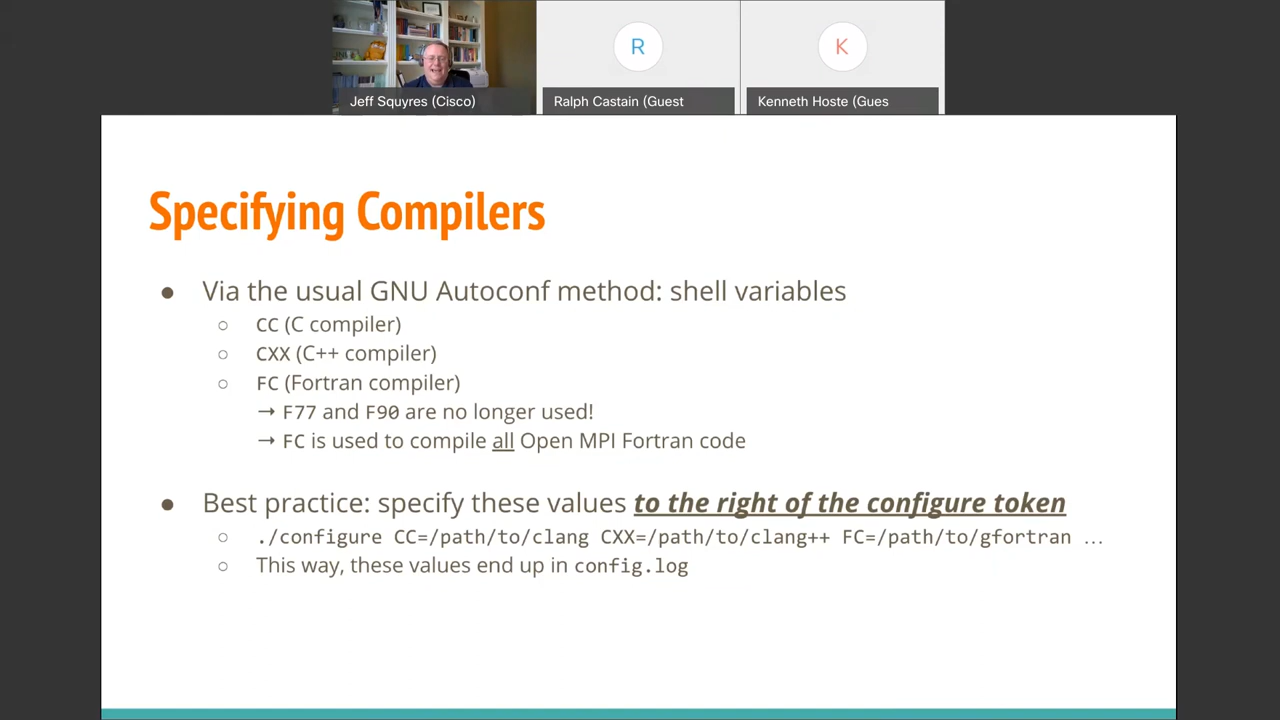 R
K
Jeff Squyres (Cisco)
Ralph Castain (Guest
Kenneth Hoste (Gues
Specifying Compilers
● Via the usual GNU Autoconf method: shell variables
○ CC (C compiler)
○ CXX (C++ compiler)
○ FC (Fortran compiler)
→ F77 and F90 are no longer used!
→ FC is used to compile all Open MPI Fortran code
● Best practice: specify these values to the right of the configure token
○ ./configure CC=/path/to/clang CXX=/path/to/clang++ FC=/path/to/gfortran …
○ This way, these values end up in config.log